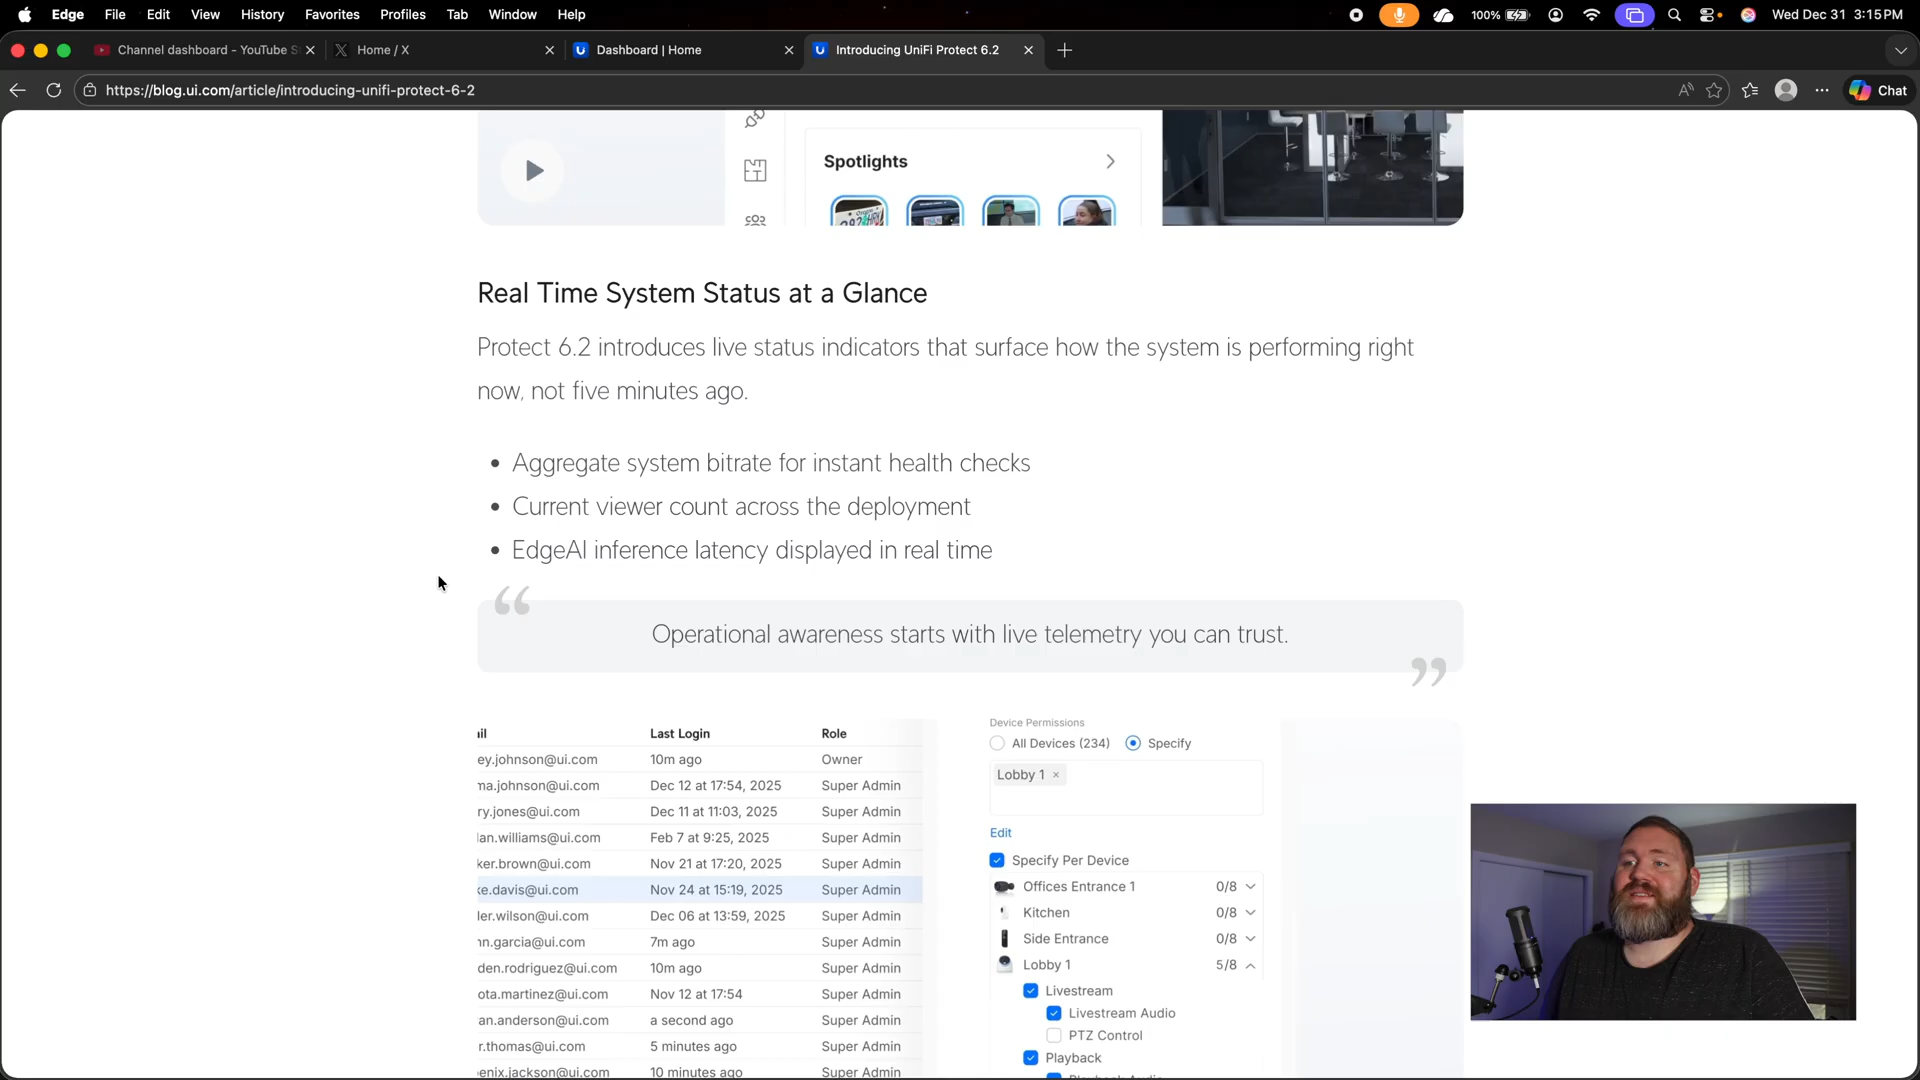 Edge File Edit View History Favorites Profiles Tab Window Help 100% Wed Dec 31 3:15 PM
Channel dashboard - YouTube S Home / X Dashboard | Home Introducing UniFi Protect 6.2
https://blog.ui.com/article/introducing-unifi-protect-6-2 Chat
Spotlights
Real Time System Status at a Glance
Protect 6.2 introduces live status indicators that surface how the system is performing right
now, not five minutes ago.
• Aggregate system bitrate for instant health checks
• Current viewer count across the deployment
• EdgeAI inference latency displayed in real time
“
Operational awareness starts with live telemetry you can trust.
”
ail Last Login Role
ey.johnson@ui.com 10m ago Owner
ma.johnson@ui.com Dec 12 at 17:54, 2025 Super Admin
ry.jones@ui.com Dec 11 at 11:03, 2025 Super Admin
lan.williams@ui.com Feb 7 at 9:25, 2025 Super Admin
ker.brown@ui.com Nov 21 at 17:20, 2025 Super Admin
ke.davis@ui.com Nov 24 at 15:19, 2025 Super Admin
ler.wilson@ui.com Dec 06 at 13:59, 2025 Super Admin
nn.garcia@ui.com 7m ago Super Admin
den.rodriguez@ui.com 10m ago Super Admin
ota.martinez@ui.com Nov 12 at 17:54 Super Admin
an.anderson@ui.com a second ago Super Admin
r.thomas@ui.com 5 minutes ago Super Admin
enix.jackson@ui.com 10 minutes ago Super Admin
Device Permissions
All Devices (234) Specify
Lobby 1 ×
Edit
Specify Per Device
Offices Entrance 1 0/8
Kitchen 0/8
Side Entrance 0/8
Lobby 1 5/8
Livestream
Livestream Audio
PTZ Control
Playback